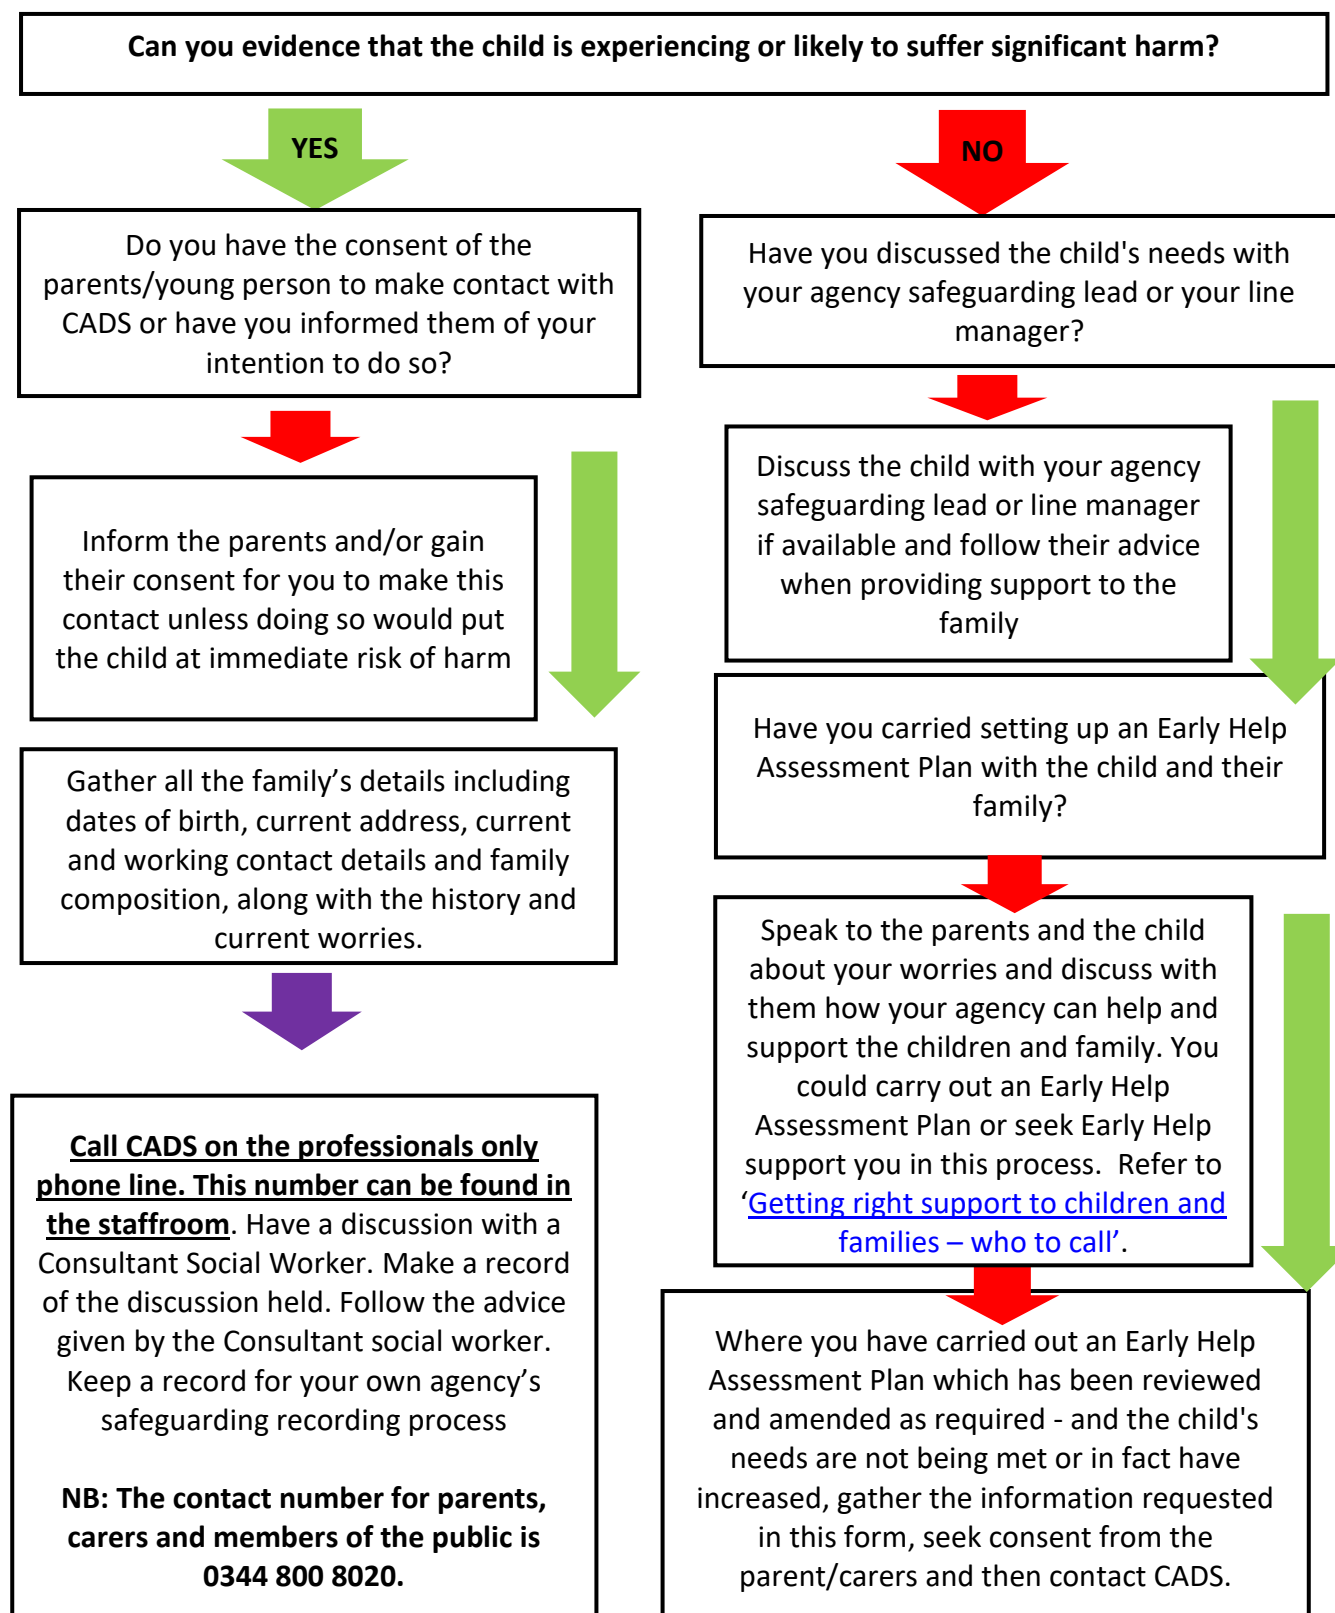 Can you evidence that the child is experiencing or likely to suffer significant harm?
YES
NO
Do you have the consent of the
parents/young person to make contact with
CADS or have you informed them of your
intention to do so?
Inform the parents and/or gain
their consent for you to make this
contact unless doing so would put
the child at immediate risk of harm
Gather all the family’s details including
dates of birth, current address, current
and working contact details and family
composition, along with the history and
current worries.
Call CADS on the professionals only
phone line. This number can be found in
the staffroom. Have a discussion with a
Consultant Social Worker. Make a record
of the discussion held. Follow the advice
given by the Consultant social worker.
Keep a record for your own agency’s
safeguarding recording process
NB: The contact number for parents,
carers and members of the public is
0344 800 8020.
Have you discussed the child's needs with
your agency safeguarding lead or your line
manager?
Discuss the child with your agency
safeguarding lead or line manager
if available and follow their advice
when providing support to the
family
Have you carried setting up an Early Help
Assessment Plan with the child and their
family?
Speak to the parents and the child
about your worries and discuss with
them how your agency can help and
support the children and family. You
could carry out an Early Help
Assessment Plan or seek Early Help
support you in this process.  Refer to
‘Getting right support to children and
families – who to call’.
Where you have carried out an Early Help
Assessment Plan which has been reviewed
and amended as required - and the child's
needs are not being met or in fact have
increased, gather the information requested
in this form, seek consent from the
parent/carers and then contact CADS.